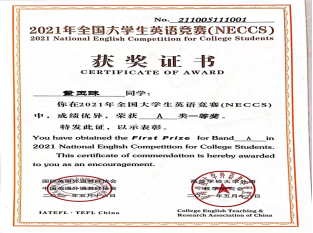 No. 211005111001
2021年全国大学生英语竞赛(NECCS)
2021 National English Competition for College Students
获奖证书
CERTIFICATE OF AWARD
同学:
你在2021年全国大学生英语竞赛(NECCS)
中,成绩优异,荣获 A 类一等奖。
特发此证,以示表彰。
You have obtained the First Prize for Band A in
2021 National English Competition for College Students.
This certificate of commendation is hereby awarded
to you as an encouragement.
IATEFL · TEFL China
College English Teaching &
Research Association of China